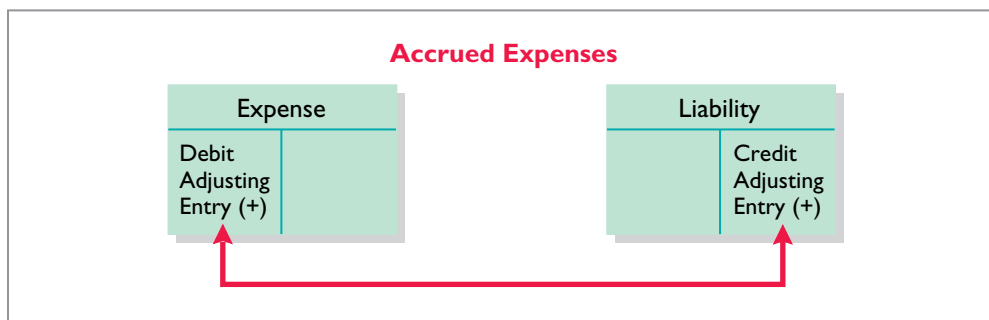 Accrued Expenses
Expense
Debit
Adjusting
Entry (+)
Liability
Credit
Adjusting
Entry (+)